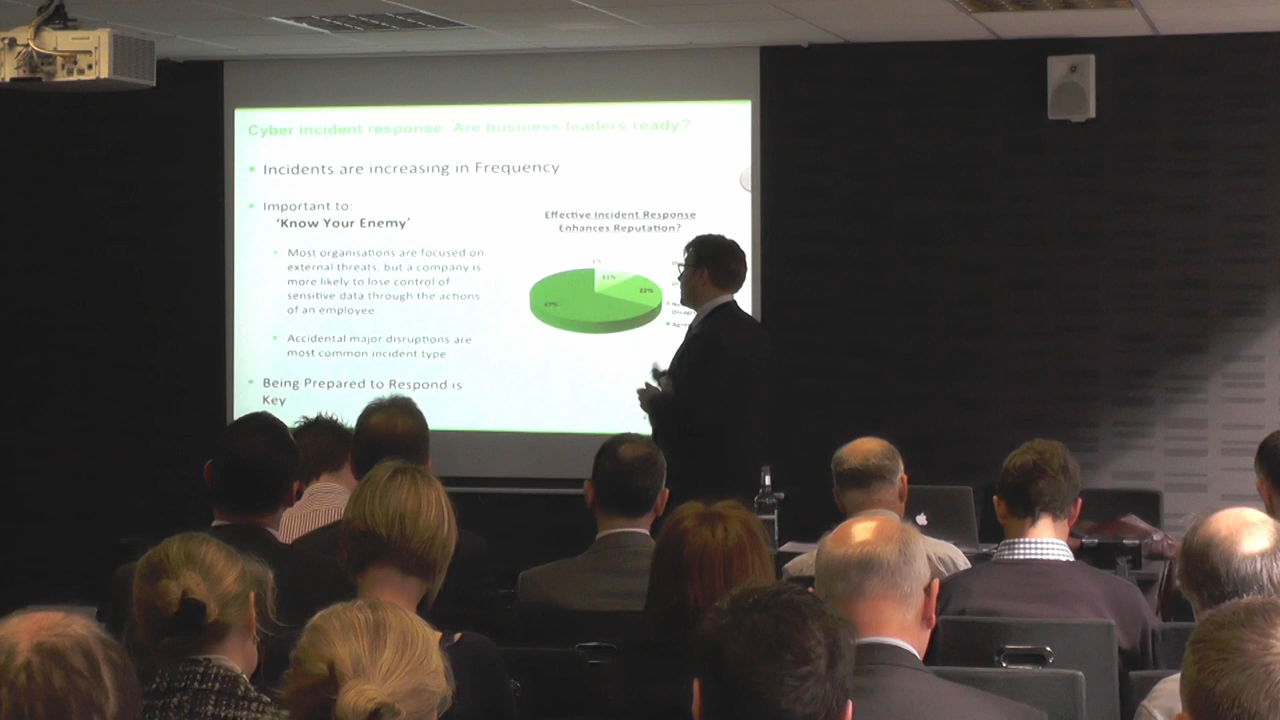 Cyber incident response. Are business leaders ready?
Incidents are increasing in Frequency
Important to:
‘Know Your Enemy’
Most organisations are focused on
external threats, but a company is
more likely to lose control of
sensitive data through the actions
of an employee
Accidental major disruptions are
most common incident type
Being Prepared to Respond is
Key
Effective Incident Response
Enhances Reputation?
1%
11%
22%
67%